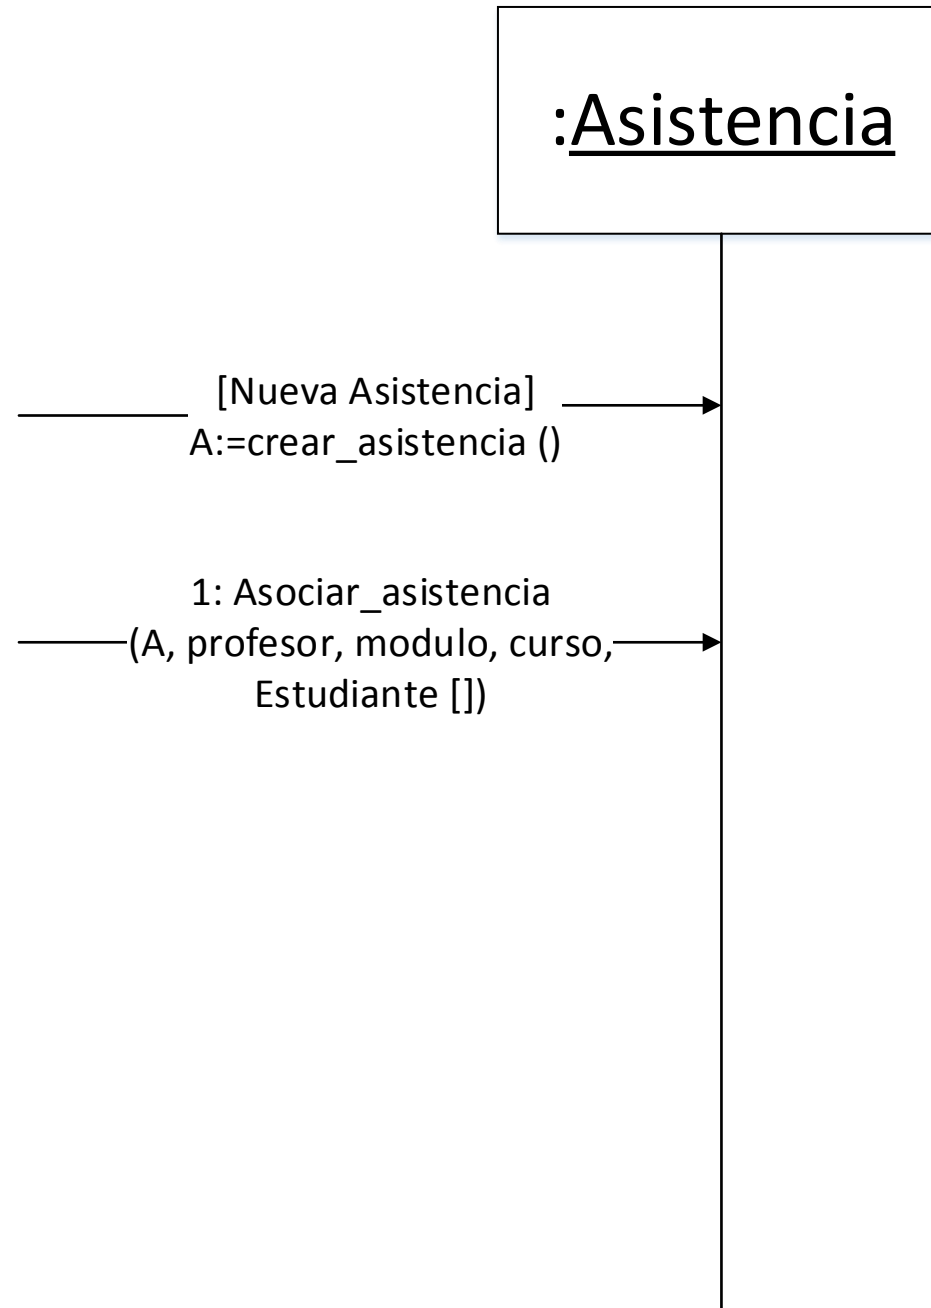 :Asistencia
[Nueva Asistencia]
A:=crear_asistencia ()
1: Asociar_asistencia
(A, profesor, modulo, curso,
Estudiante [])